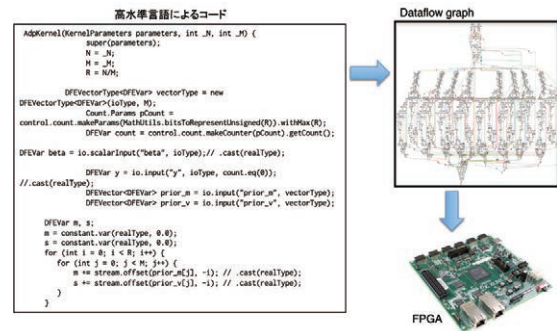 高水準言語によるコード
AdpKernel(KernelParameters parameters, int _N, int _M) {
super(parameters);
N = _N;
M = _M;
R = N/M;
DFEVectorType<DFEVar> vectorType = new
DFEVectorType<DFEVar>(ioType, M);
Count.Params pCount =
control.count.makeParams(MathUtils.bitsToRepresentUnsigned(R)).withMax(R);
DFEVar count = control.count.makeCounter(pCount).getCount();
DFEVar beta = io.scalarInput("beta", ioType);// .cast(realType);
DFEVar y = io.input("y", ioType, count.eq(0));
//.cast(realType);
DFEVector<DFEVar> prior_m = io.input("prior_m", vectorType);
DFEVector<DFEVar> prior_v = io.input("prior_v", vectorType);
DFEVar m, s;
m = constant.var(realType, 0.0);
s = constant.var(realType, 0.0);
for (int i = 0; i < R; i++) {
for (int j = 0; j < M; j++) {
m += stream.offset(prior_m[j], -i); // .cast(realType);
s += stream.offset(prior_v[j], -i); // .cast(realType);
}
}
Dataflow graph
FPGA